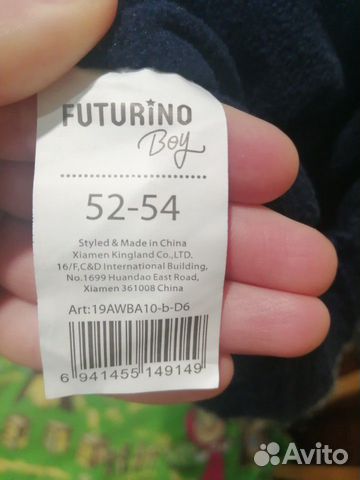 FUTURINO
Boy
52-54
Styled & Made in China
Xiamen Kingland Co.,LTD.
16/F,C&D International Building,
No.1699 Huandao East Road,
Xiamen 361008 China
Art:19AWBA10-b-D6
6 941455 149149
Avito